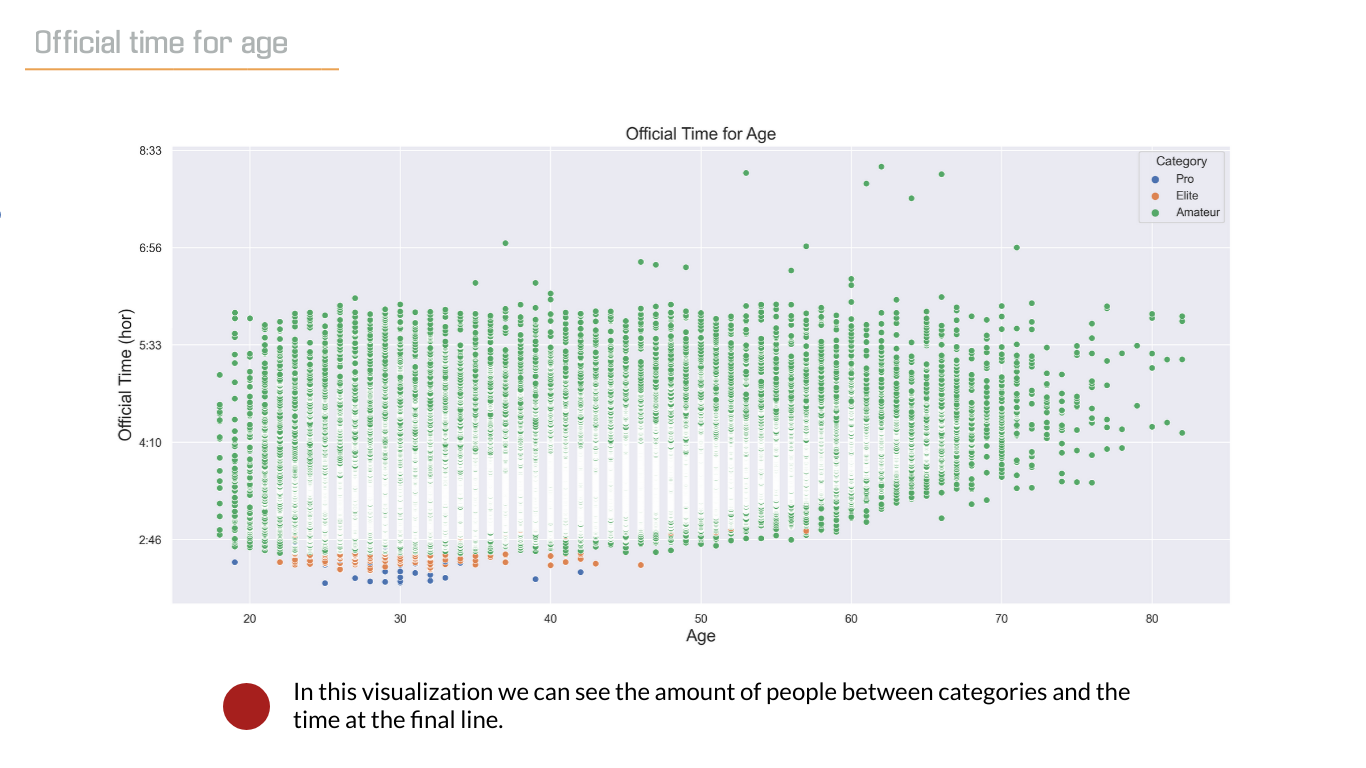 Official time for age
Official Time for Age
8:33
6:56
5:33
4:10
2:46
Official Time (hor)
Category
Pro
Elite
Amateur
20 30 40 50 60 70 80
Age
In this visualization we can see the amount of people between categories and the
time at the final line.